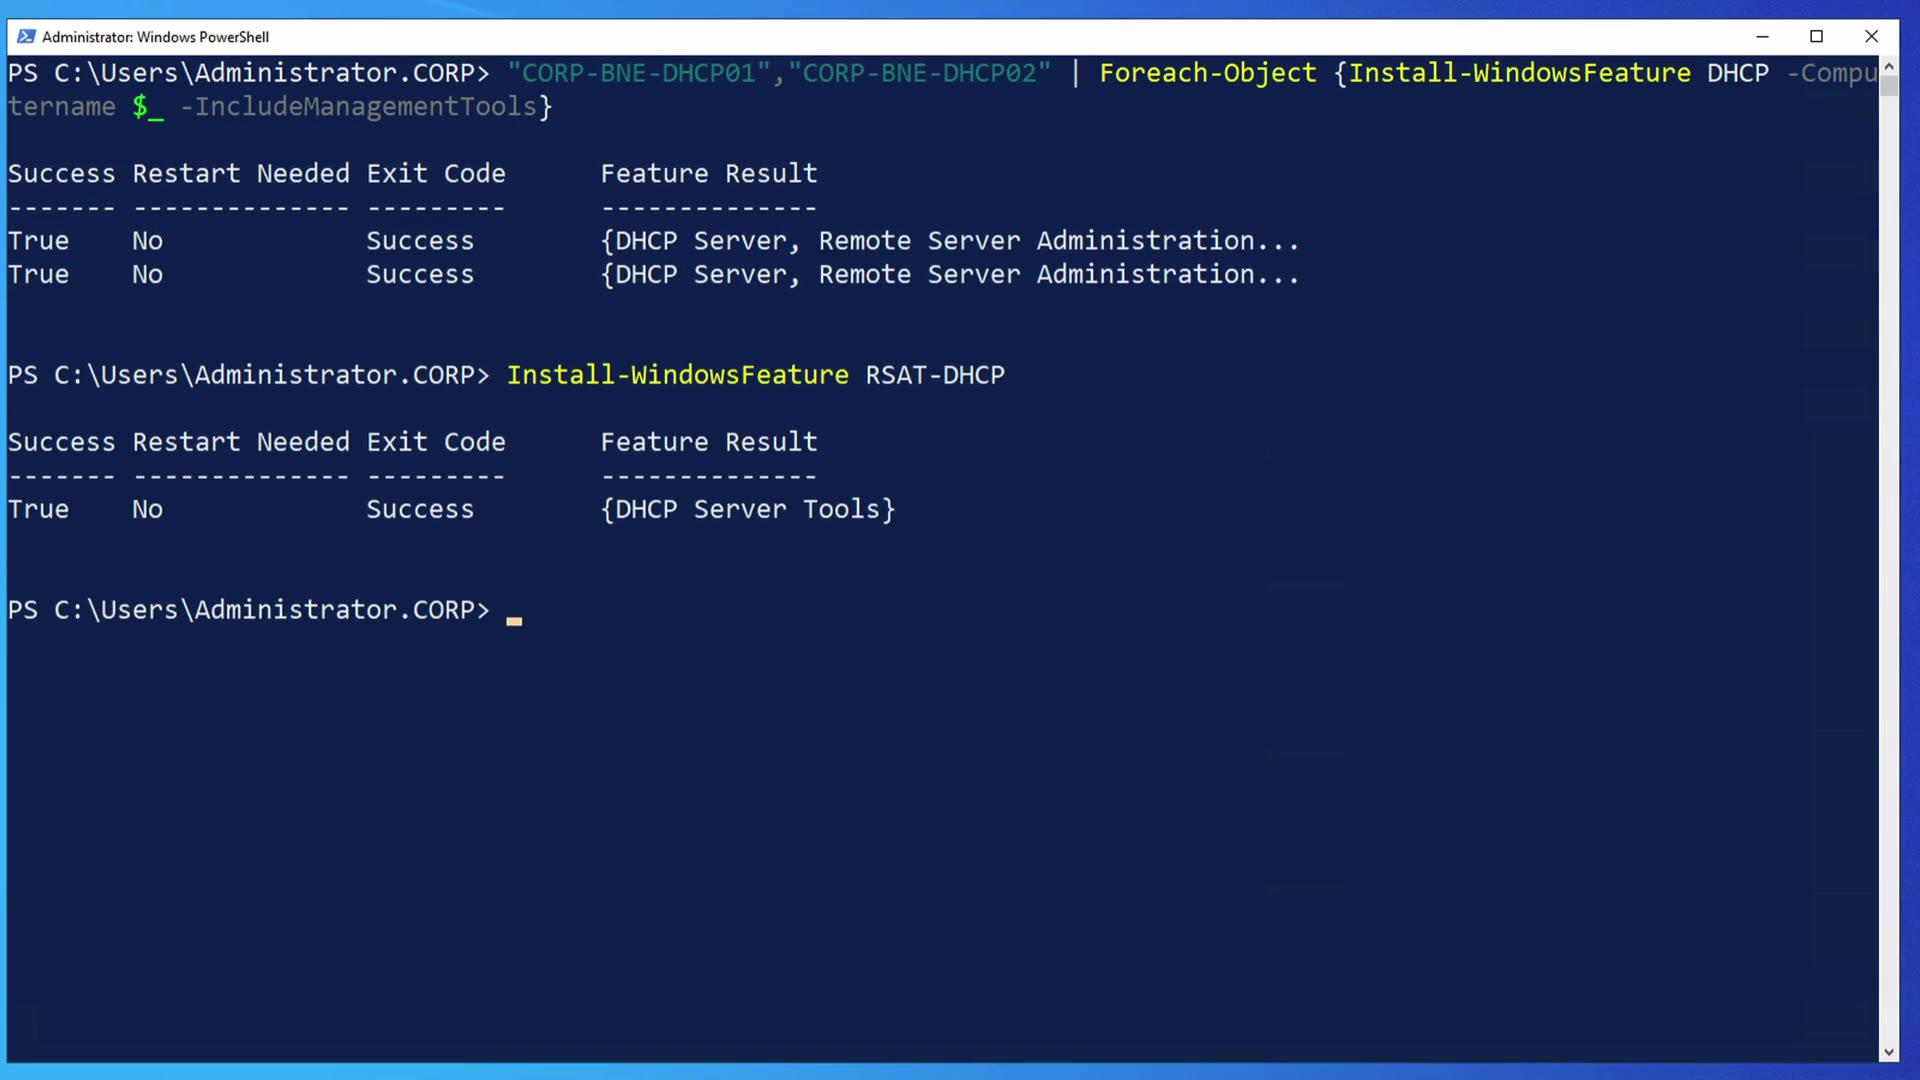 Administrator: Windows PowerShell
PS C:\Users\Administrator.CORP> "CORP-BNE-DHCP01","CORP-BNE-DHCP02" | Foreach-Object {Install-WindowsFeature DHCP -Compu
tername $_ -IncludeManagementTools}
Success Restart Needed Exit Code      Feature Result
------- -------------- ---------      --------------
True    No             Success        {DHCP Server, Remote Server Administration...
True    No             Success        {DHCP Server, Remote Server Administration...
PS C:\Users\Administrator.CORP> Install-WindowsFeature RSAT-DHCP
Success Restart Needed Exit Code      Feature Result
------- -------------- ---------      --------------
True    No             Success        {DHCP Server Tools}
PS C:\Users\Administrator.CORP>